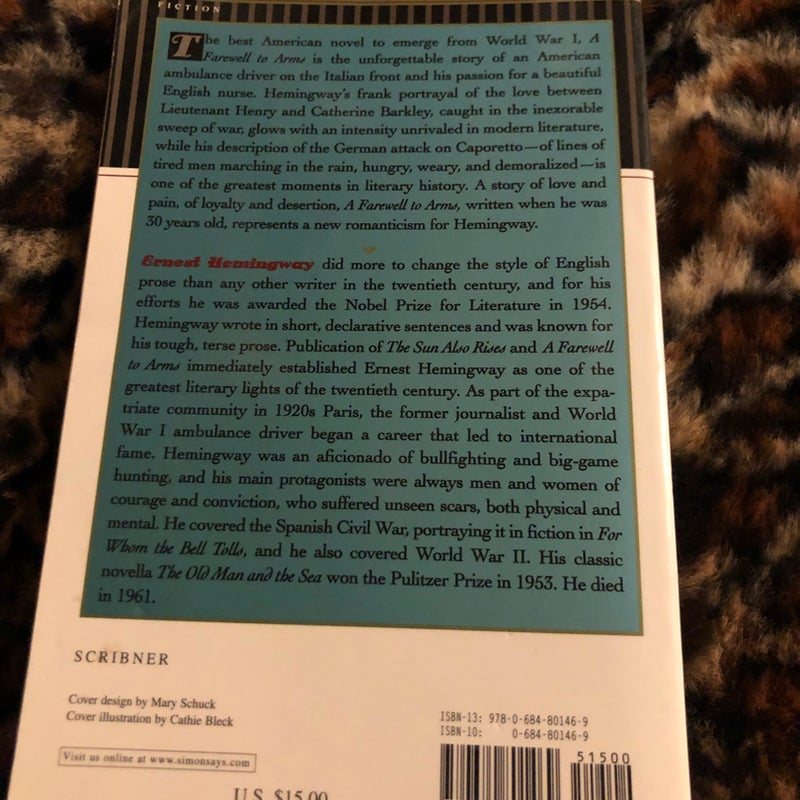 FICTION
The best American novel to emerge from World War I, A
Farewell to Arms is the unforgettable story of an American
ambulance driver on the Italian front and his passion for a beautiful
English nurse. Hemingway's frank portrayal of the love between
Lieutenant Henry and Catherine Barkley, caught in the inexorable
sweep of war, glows with an intensity unrivaled in modern literature,
while his description of the German attack on Caporetto—of lines of
tired men marching in the rain, hungry, weary, and demoralized—is
one of the greatest moments in literary history. A story of love and
pain, of loyalty and desertion, A Farewell to Arms, written when he was
30 years old, represents a new romanticism for Hemingway.
Ernest Hemingway did more to change the style of English
prose than any other writer in the twentieth century, and for his
efforts he was awarded the Nobel Prize for Literature in 1954.
Hemingway wrote in short, declarative sentences and was known for
his tough, terse prose. Publication of The Sun Also Rises and A Farewell
to Arms immediately established Ernest Hemingway as one of the
greatest literary lights of the twentieth century. As part of the expa-
triate community in 1920s Paris, the former journalist and World
War I ambulance driver began a career that led to international
fame. Hemingway was an aficionado of bullfighting and big-game
hunting, and his main protagonists were always men and women of
courage and conviction, who suffered unseen scars, both physical and
mental. He covered the Spanish Civil War, portraying it in fiction in For
Whom the Bell Tolls, and he also covered World War II. His classic
novella The Old Man and the Sea won the Pulitzer Prize in 1953. He died
in 1961.
SCRIBNER
Cover design by Mary Schuck
Cover illustration by Cathie Bleck
Visit us online at www.simonsays.com
U.S. $15.00
ISBN-13: 978-0-684-80146-9
ISBN-10: 0-684-80146-9
51500